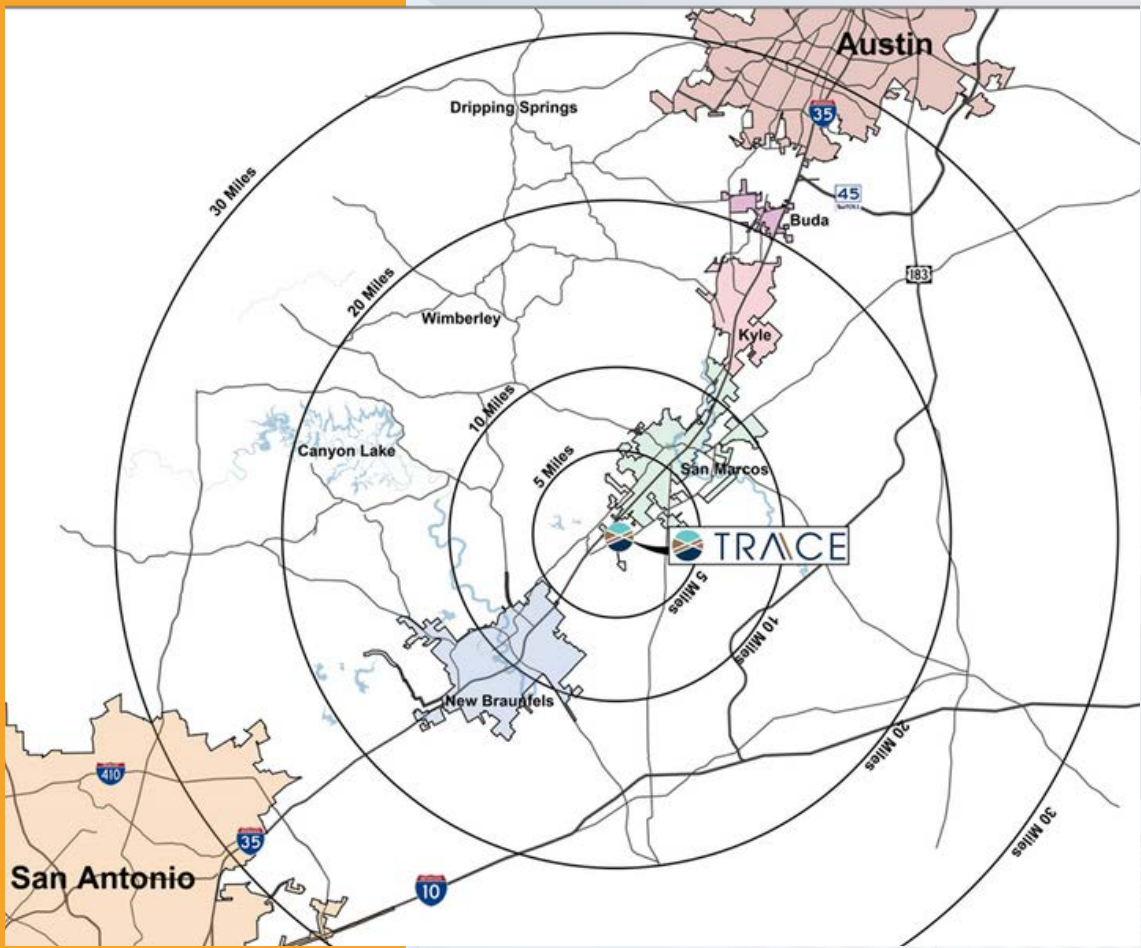 Austin
Dripping Springs
35
30 Miles
45
Buda
20 Miles
183
Wimberley
Kyle
10 Miles
Canyon Lake
5 Miles
San Marcos
TRACE
5 Miles
10 Miles
New Braunfels
20 Miles
410
30 Miles
35
San Antonio
10